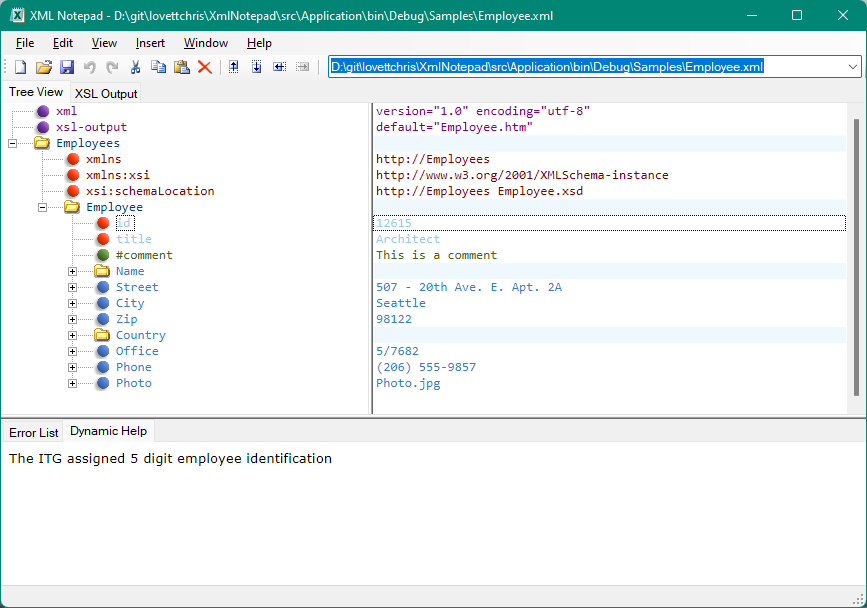 XML Notepad - D:\git\lovettchris\XmlNotepad\src\Application\bin\Debug\Samples\Employee.xml
File Edit View Insert Window Help
D:\git\lovettchris\XmlNotepad\src\Application\bin\Debug\Samples\Employee.xml
Tree View XSL Output
xml version="1.0" encoding="utf-8"
xsl-output default="Employee.htm"
Employees
xmlns http://Employees
xmlns:xsi http://www.w3.org/2001/XMLSchema-instance
xsi:schemaLocation http://Employees Employee.xsd
Employee
id 12615
title Architect
#comment This is a comment
Name
Street 507 - 20th Ave. E. Apt. 2A
City Seattle
Zip 98122
Country
Office 5/7682
Phone (206) 555-9857
Photo Photo.jpg
Error List Dynamic Help
The ITG assigned 5 digit employee identification